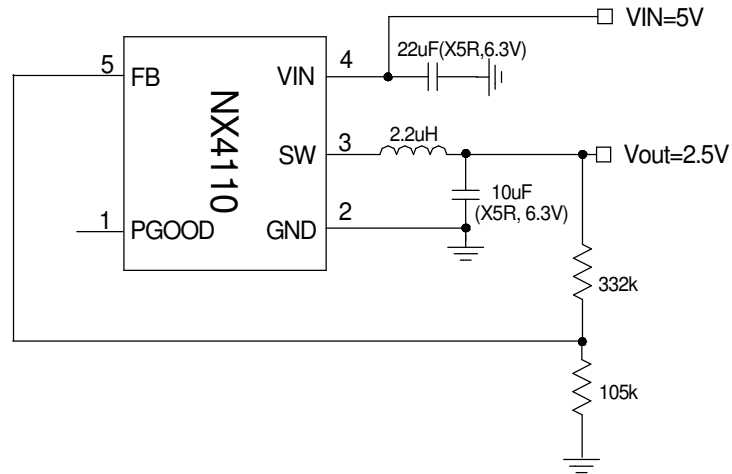 VIN=5V
22uF(X5R,6.3V)
5
FB
4
VIN
NX4110
3
SW
2.2uH
Vout=2.5V
10uF
(X5R, 6.3V)
1
PGOOD
2
GND
332k
105k